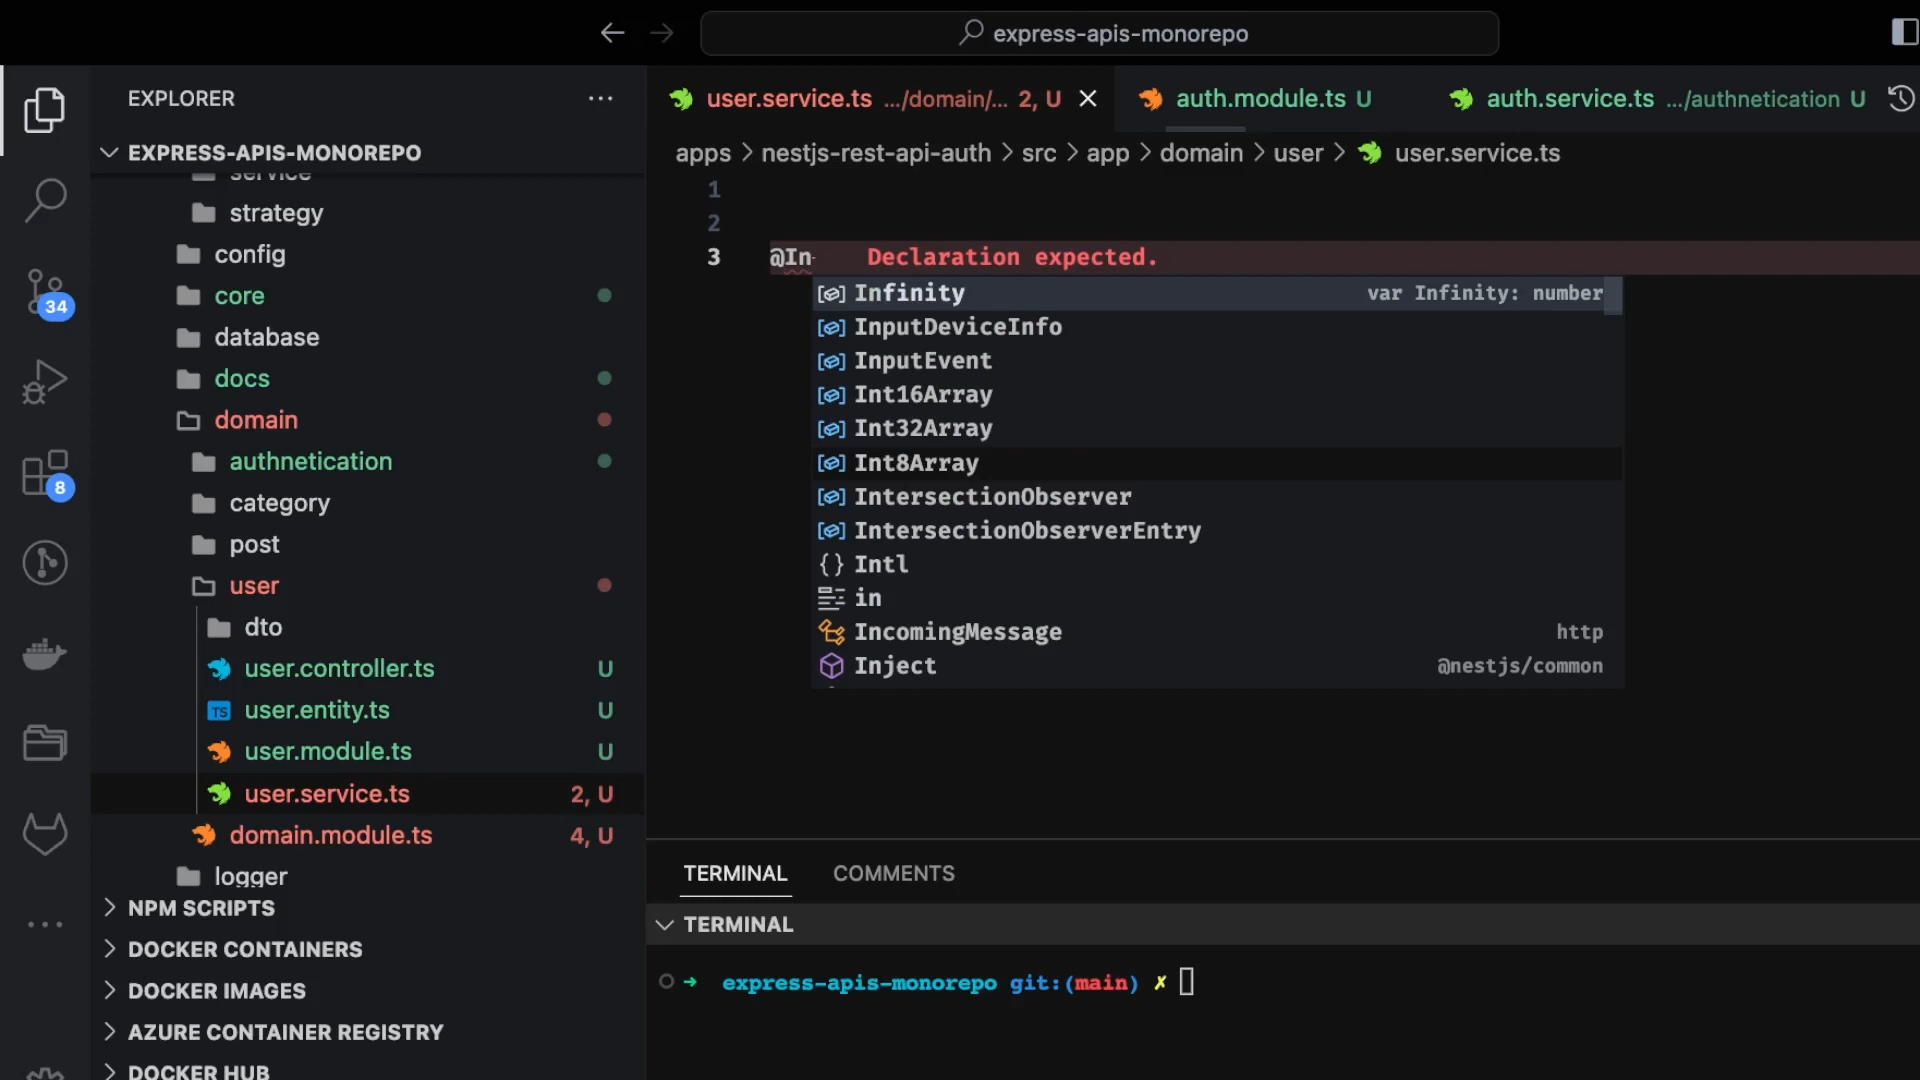 express-apis-monorepo
EXPLORER
EXPRESS-APIS-MONOREPO
service
strategy
config
core
database
docs
domain
authnetication
category
post
user
dto
user.controller.ts U
user.entity.ts U
user.module.ts U
user.service.ts 2, U
domain.module.ts 4, U
logger
NPM SCRIPTS
DOCKER CONTAINERS
DOCKER IMAGES
AZURE CONTAINER REGISTRY
DOCKER HUB
34
8
TS
user.service.ts .../domain/... 2, U
auth.module.ts U
auth.service.ts .../authnetication U
apps > nestjs-rest-api-auth > src > app > domain > user > user.service.ts
1
2
3 @In Declaration expected.
Infinity var Infinity: number
InputDeviceInfo
InputEvent
Int16Array
Int32Array
Int8Array
IntersectionObserver
IntersectionObserverEntry
{} Intl
in
IncomingMessage http
Inject @nestjs/common
TERMINAL COMMENTS
TERMINAL
express-apis-monorepo git:(main) ✗